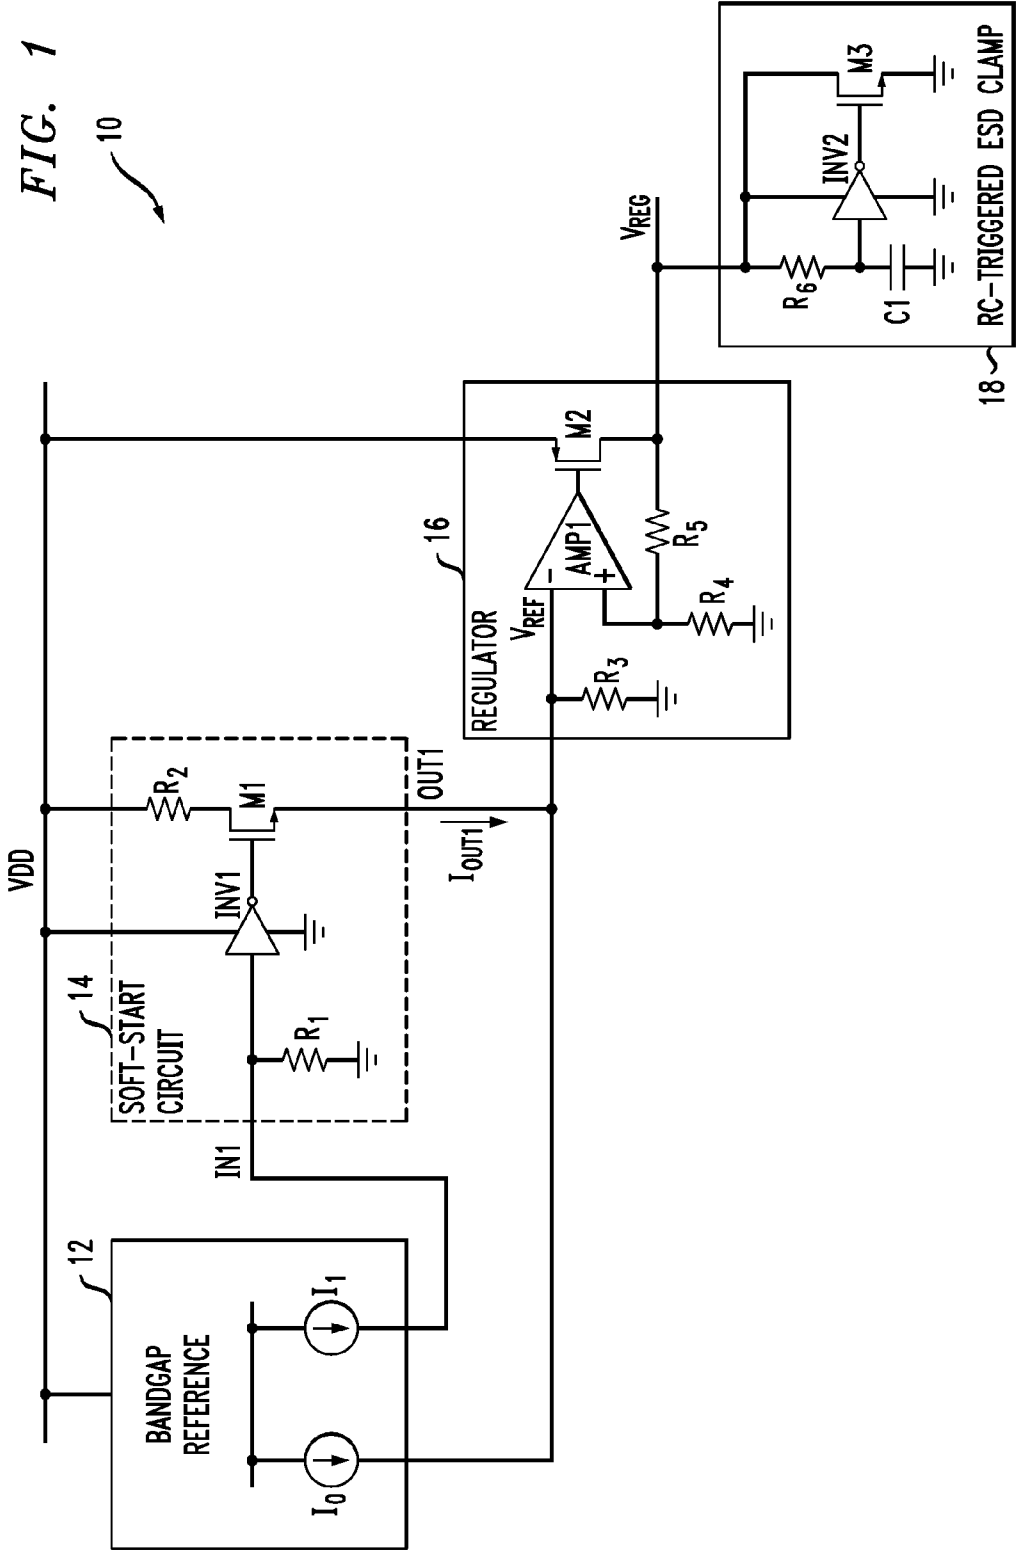 FIG. 1
10
VDD
12
BANDGAP
REFERENCE
I0
I1
IN1
14
SOFT-START
CIRCUIT
R1
INV1
R2
M1
OUT1
IOUT1
16
REGULATOR
VREF
R3
AMP1
-
+
M2
R4
R5
VREG
R6
C1
INV2
M3
RC-TRIGGERED ESD CLAMP
18